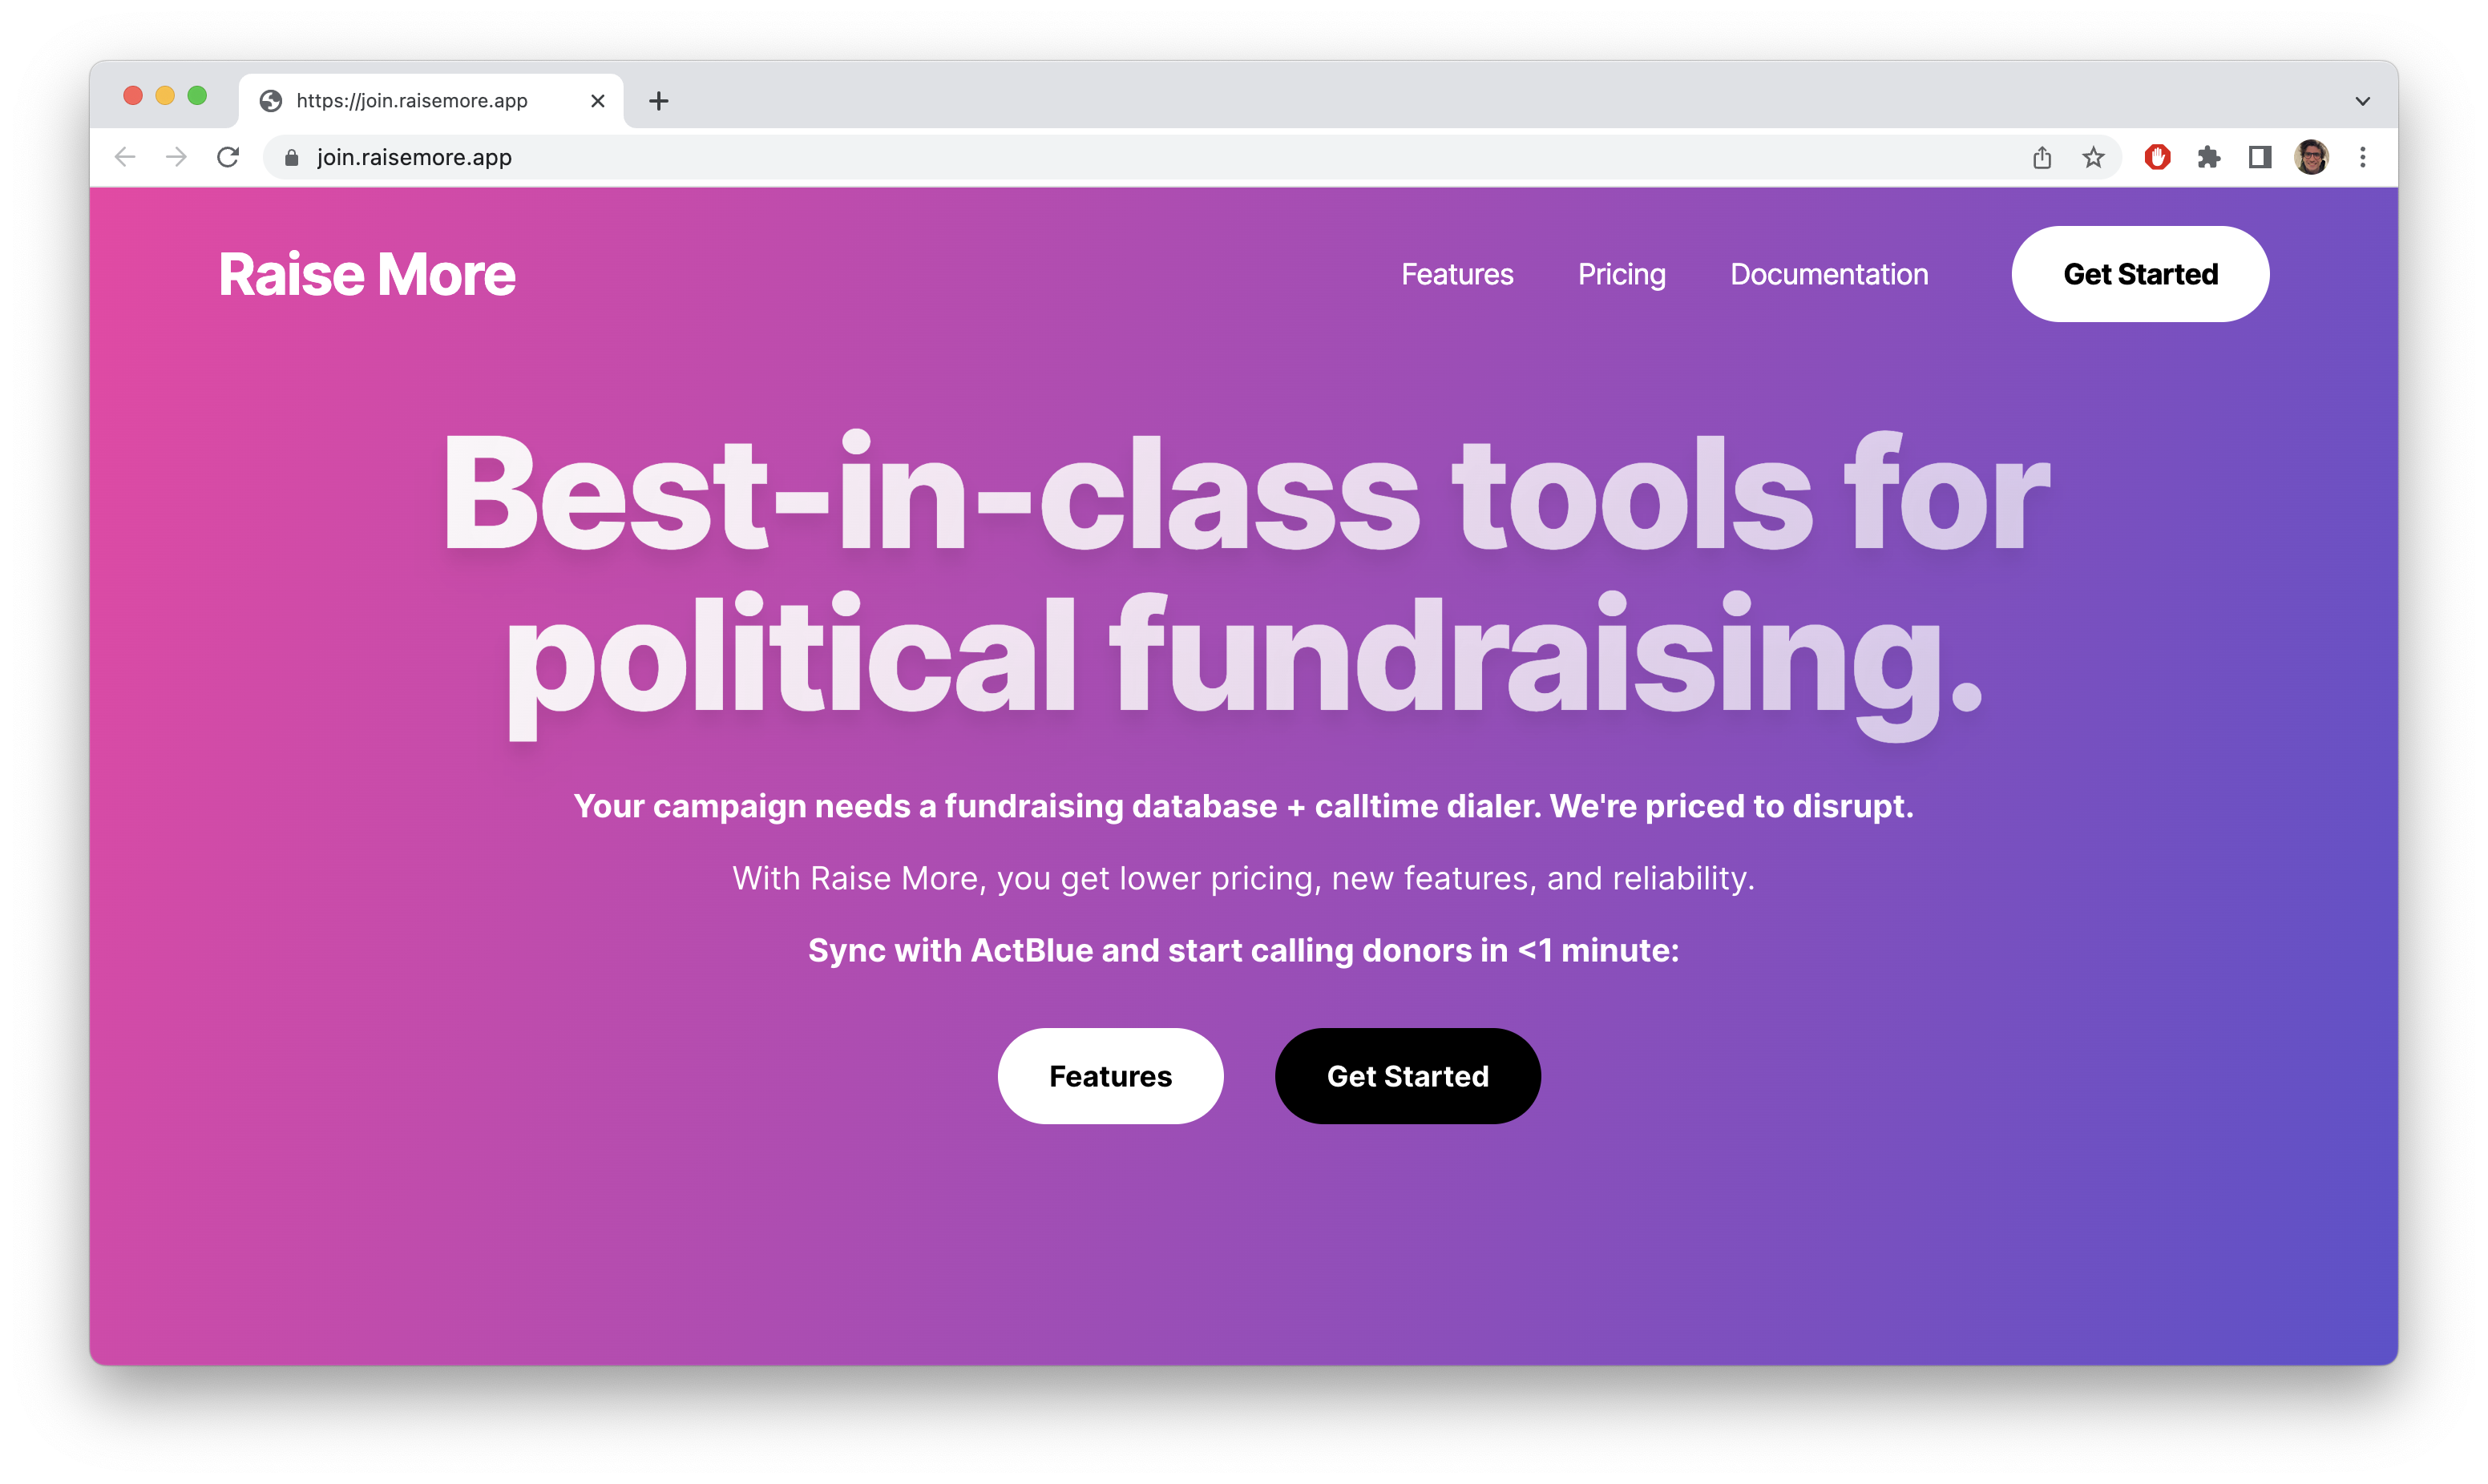 https://join.raisemore.app
join.raisemore.app
Raise More
Features
Pricing
Documentation
Get Started
Best-in-class tools for
political fundraising.
Your campaign needs a fundraising database + calltime dialer. We're priced to disrupt.
With Raise More, you get lower pricing, new features, and reliability.
Sync with ActBlue and start calling donors in <1 minute:
Features
Get Started